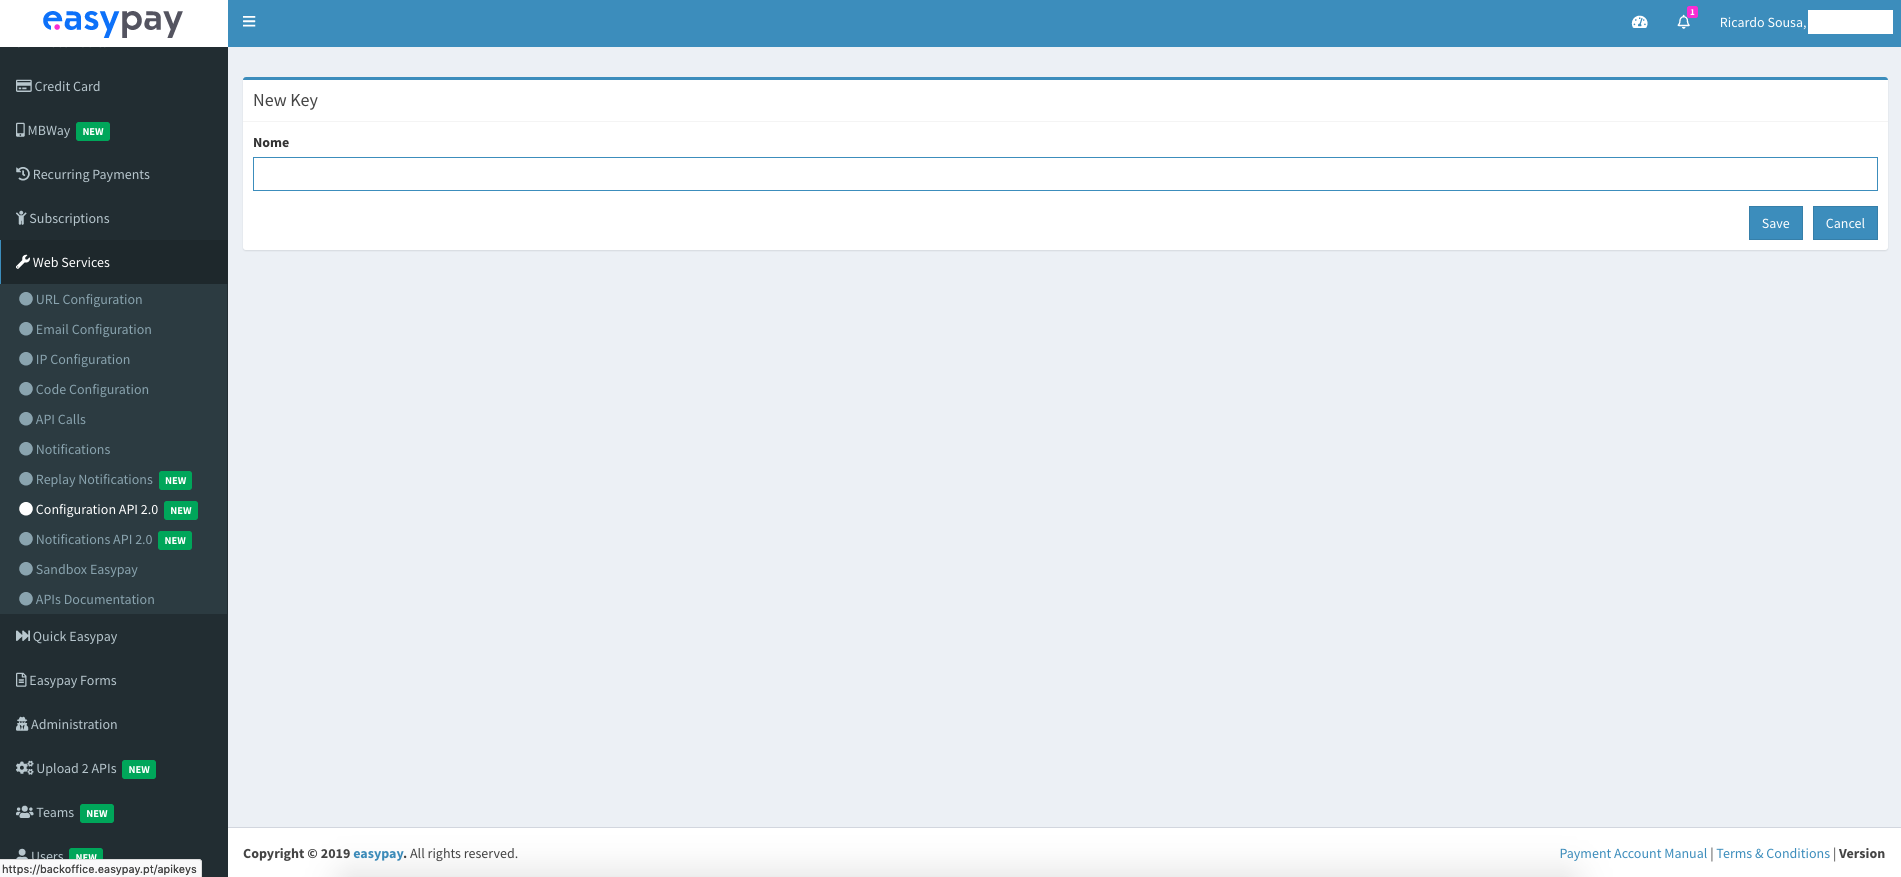 easypay
1
Ricardo Sousa,
Credit Card
MBWay NEW
Recurring Payments
Subscriptions
Web Services
URL Configuration
Email Configuration
IP Configuration
Code Configuration
API Calls
Notifications
Replay Notifications NEW
Configuration API 2.0 NEW
Notifications API 2.0 NEW
Sandbox Easypay
APIs Documentation
Quick Easypay
Easypay Forms
Administration
Upload 2 APIs NEW
Teams NEW
Users NEW
https://backoffice.easypay.pt/apikeys
New Key
Nome
Save Cancel
Copyright © 2019 easypay. All rights reserved.
Payment Account Manual | Terms & Conditions | Version